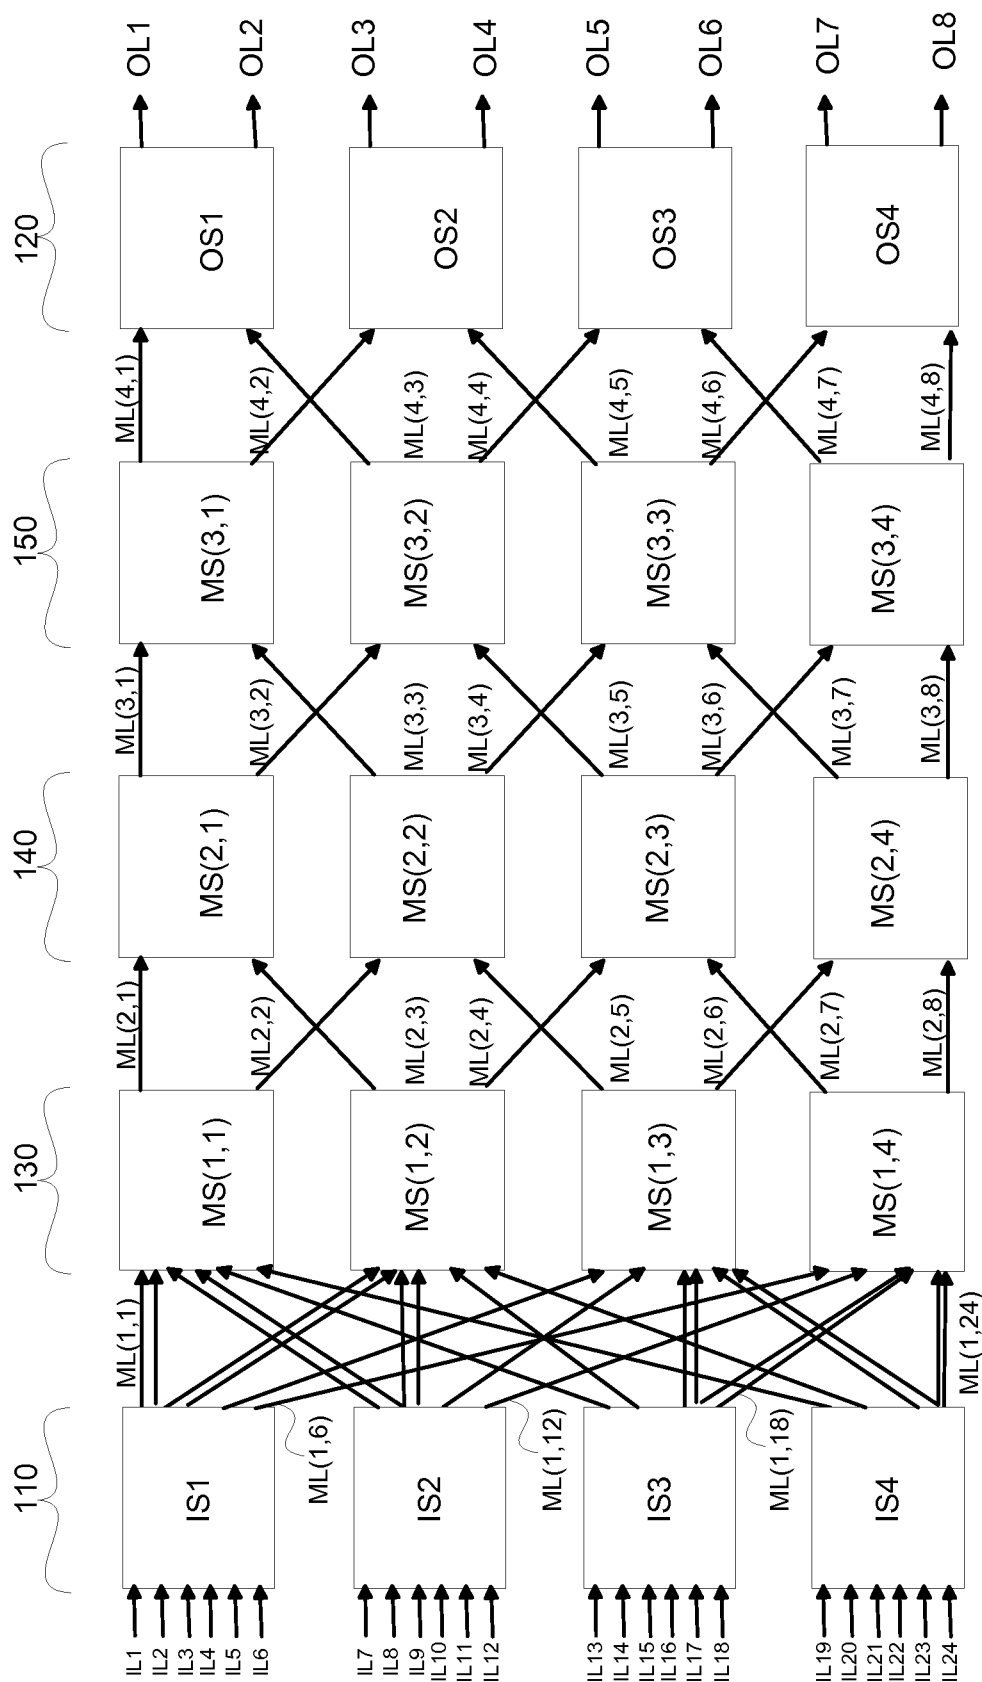 OL1
OL2
OL3
OL4
OL5
OL6
OL7
OL8
120
OS1
OS2
OS3
OS4
ML(4,1)
ML(4,2)
ML(4,3)
ML(4,4)
ML(4,5)
ML(4,6)
ML(4,7)
ML(4,8)
150
MS(3,1)
MS(3,2)
MS(3,3)
MS(3,4)
ML(3,1)
ML(3,2)
ML(3,3)
ML(3,4)
ML(3,5)
ML(3,6)
ML(3,7)
ML(3,8)
140
MS(2,1)
MS(2,2)
MS(2,3)
MS(2,4)
ML(2,1)
ML2,2)
ML(2,3)
ML(2,4)
ML(2,5)
ML(2,6)
ML(2,7)
ML(2,8)
130
MS(1,1)
MS(1,2)
MS(1,3)
MS(1,4)
ML(1,1)
ML(1,24)
110
IS1
IS2
IS3
IS4
ML(1,6)
ML(1,12)
ML(1,18)
IL1
IL2
IL3
IL4
IL5
IL6
IL7
IL8
IL9
IL10
IL11
IL12
IL13
IL14
IL15
IL16
IL17
IL18
IL19
IL20
IL21
IL22
IL23
IL24